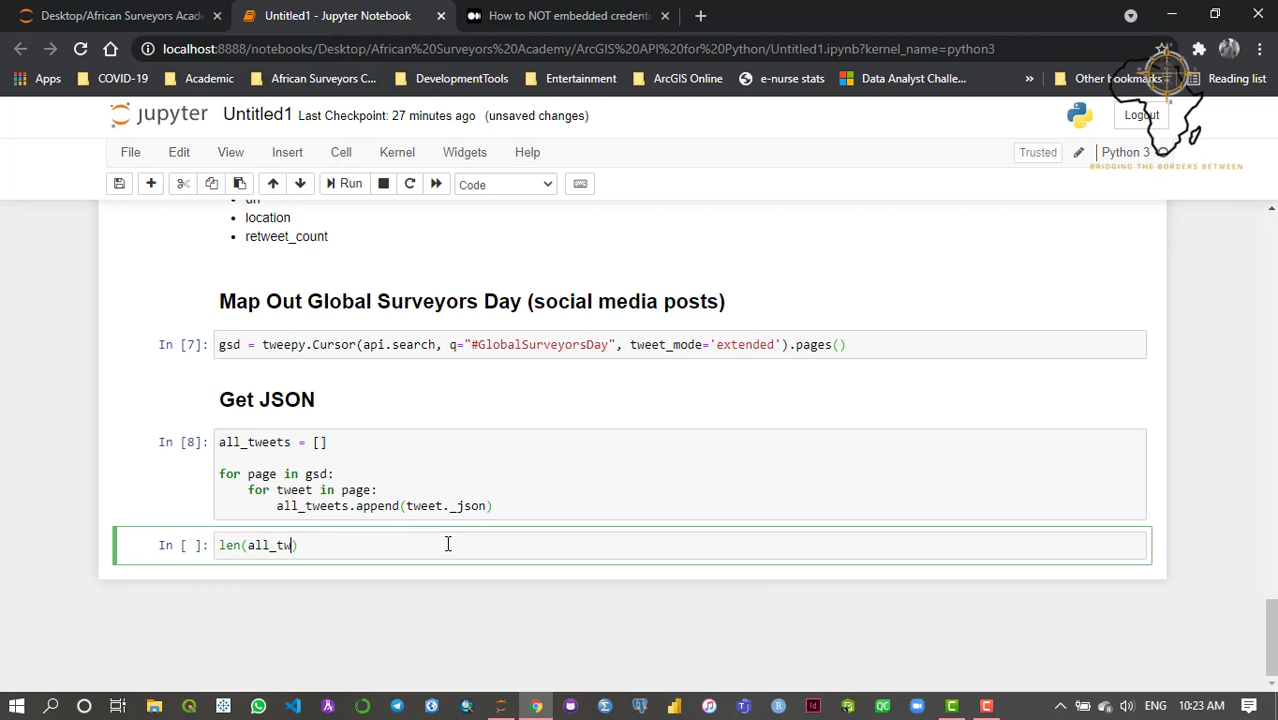 Desktop/African Surveyors Acade
Untitled1 - Jupyter Notebook
How to NOT embedded credenti
localhost:8888/notebooks/Desktop/African%20Surveyors%20Academy/ArcGIS%20API%20for%20Python/Untitled1.ipynb?kernel_name=python3
Apps COVID-19 Academic African Surveyors C... DevelopmentTools Entertainment ArcGIS Online e-nurse stats Data Analyst Challe... » Other bookmarks Reading list
jupyter Untitled1 Last Checkpoint: 27 minutes ago (unsaved changes) Logout
File Edit View Insert Cell Kernel Widgets Help Trusted Python 3
BRIDGING THE BORDERS BETWEEN
Run Code
url
location
retweet_count
Map Out Global Surveyors Day (social media posts)
In [7]: gsd = tweepy.Cursor(api.search, q="#GlobalSurveyorsDay", tweet_mode='extended').pages()
Get JSON
In [8]: all_tweets = []
for page in gsd:
for tweet in page:
all_tweets.append(tweet._json)
In [ ]: len(all_tw)
ENG 10:23 AM